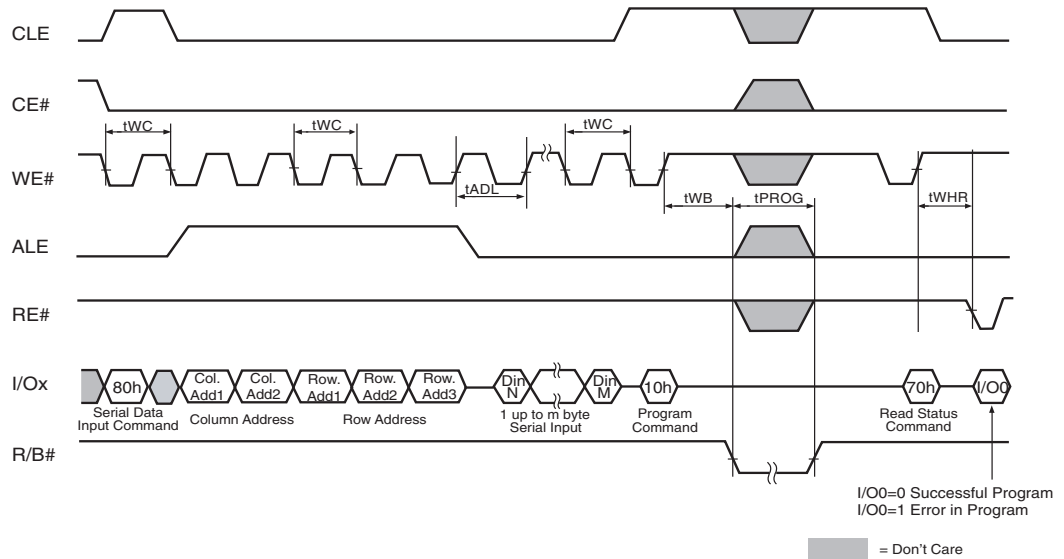 CLE
CE#
tWC
tWC
tWC
WE#
tADL
tWB
tPROG
tWHR
ALE
RE#
I/Ox
80h
Col.
Add1
Col.
Add2
Row.
Add1
Row.
Add2
Row.
Add3
Din
N
Din
M
10h
70h
I/O0
Serial Data
Input Command
Column Address
Row Address
1 up to m byte
Serial Input
Program
Command
Read Status
Command
R/B#
I/O0=0 Successful Program
I/O0=1 Error in Program
= Don't Care